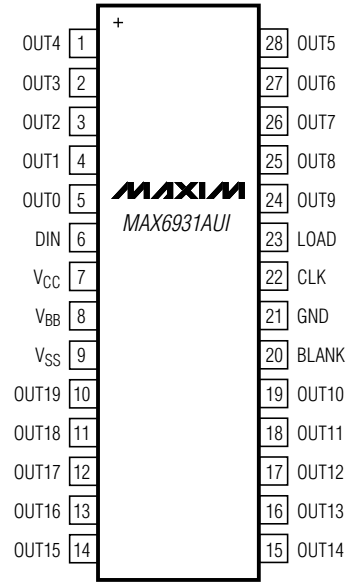 +
OUT4 1 28 OUT5
OUT3 2 27 OUT6
OUT2 3 26 OUT7
OUT1 4 25 OUT8
OUT0 5 MAXIM 24 OUT9
DIN 6 MAX6931AUI 23 LOAD
VCC 7 22 CLK
VBB 8 21 GND
VSS 9 20 BLANK
OUT19 10 19 OUT10
OUT18 11 18 OUT11
OUT17 12 17 OUT12
OUT16 13 16 OUT13
OUT15 14 15 OUT14